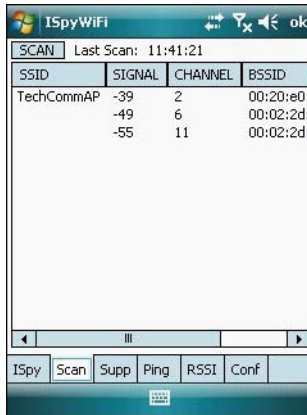 ISpyWiFi ok
SCAN Last Scan: 11:41:21
SSID SIGNAL CHANNEL BSSID
TechCommAP -39 2 00:20:e0
-49 6 00:02:2d
-55 11 00:02:2d
ISpy Scan Supp Ping RSSI Conf